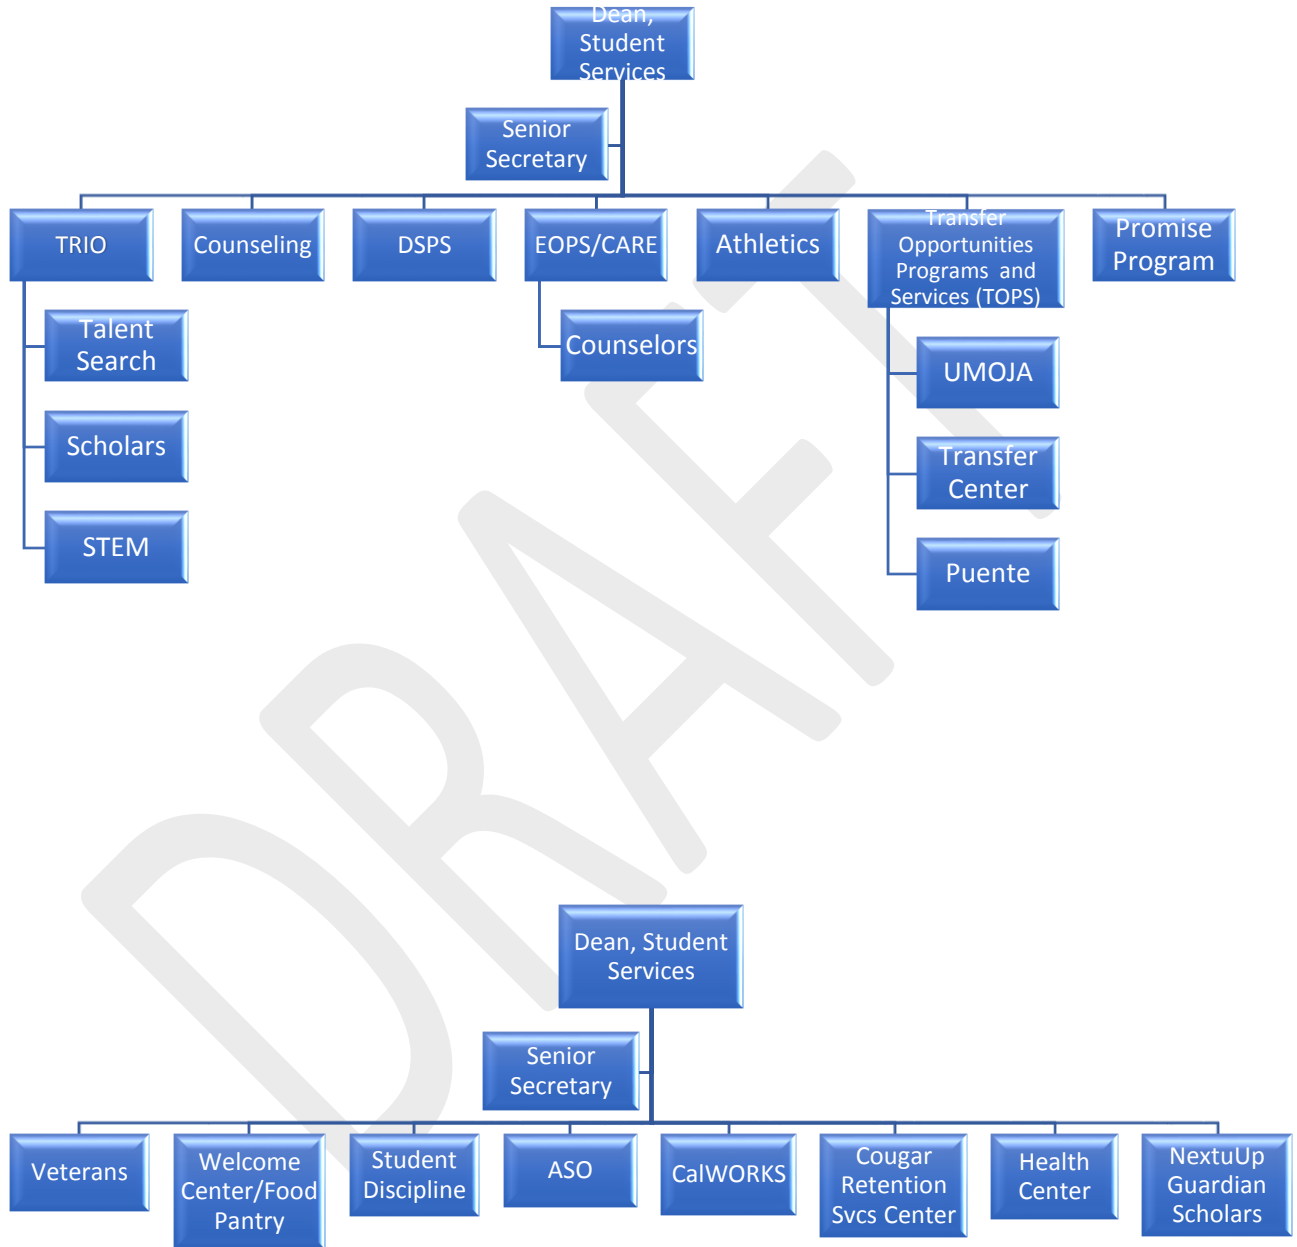 Dean,
Student
Services
Senior
Secretary
TRIO
Counseling
DSPS
EOPS/CARE
Athletics
Transfer
Opportunities
Programs and
Services (TOPS)
Promise
Program
Talent
Search
Scholars
STEM
Counselors
UMOJA
Transfer
Center
Puente
DRAFT
Dean, Student
Services
Senior
Secretary
Veterans
Welcome
Center/Food
Pantry
Student
Discipline
ASO
CalWORKS
Cougar
Retention
Svcs Center
Health
Center
NextuUp
Guardian
Scholars